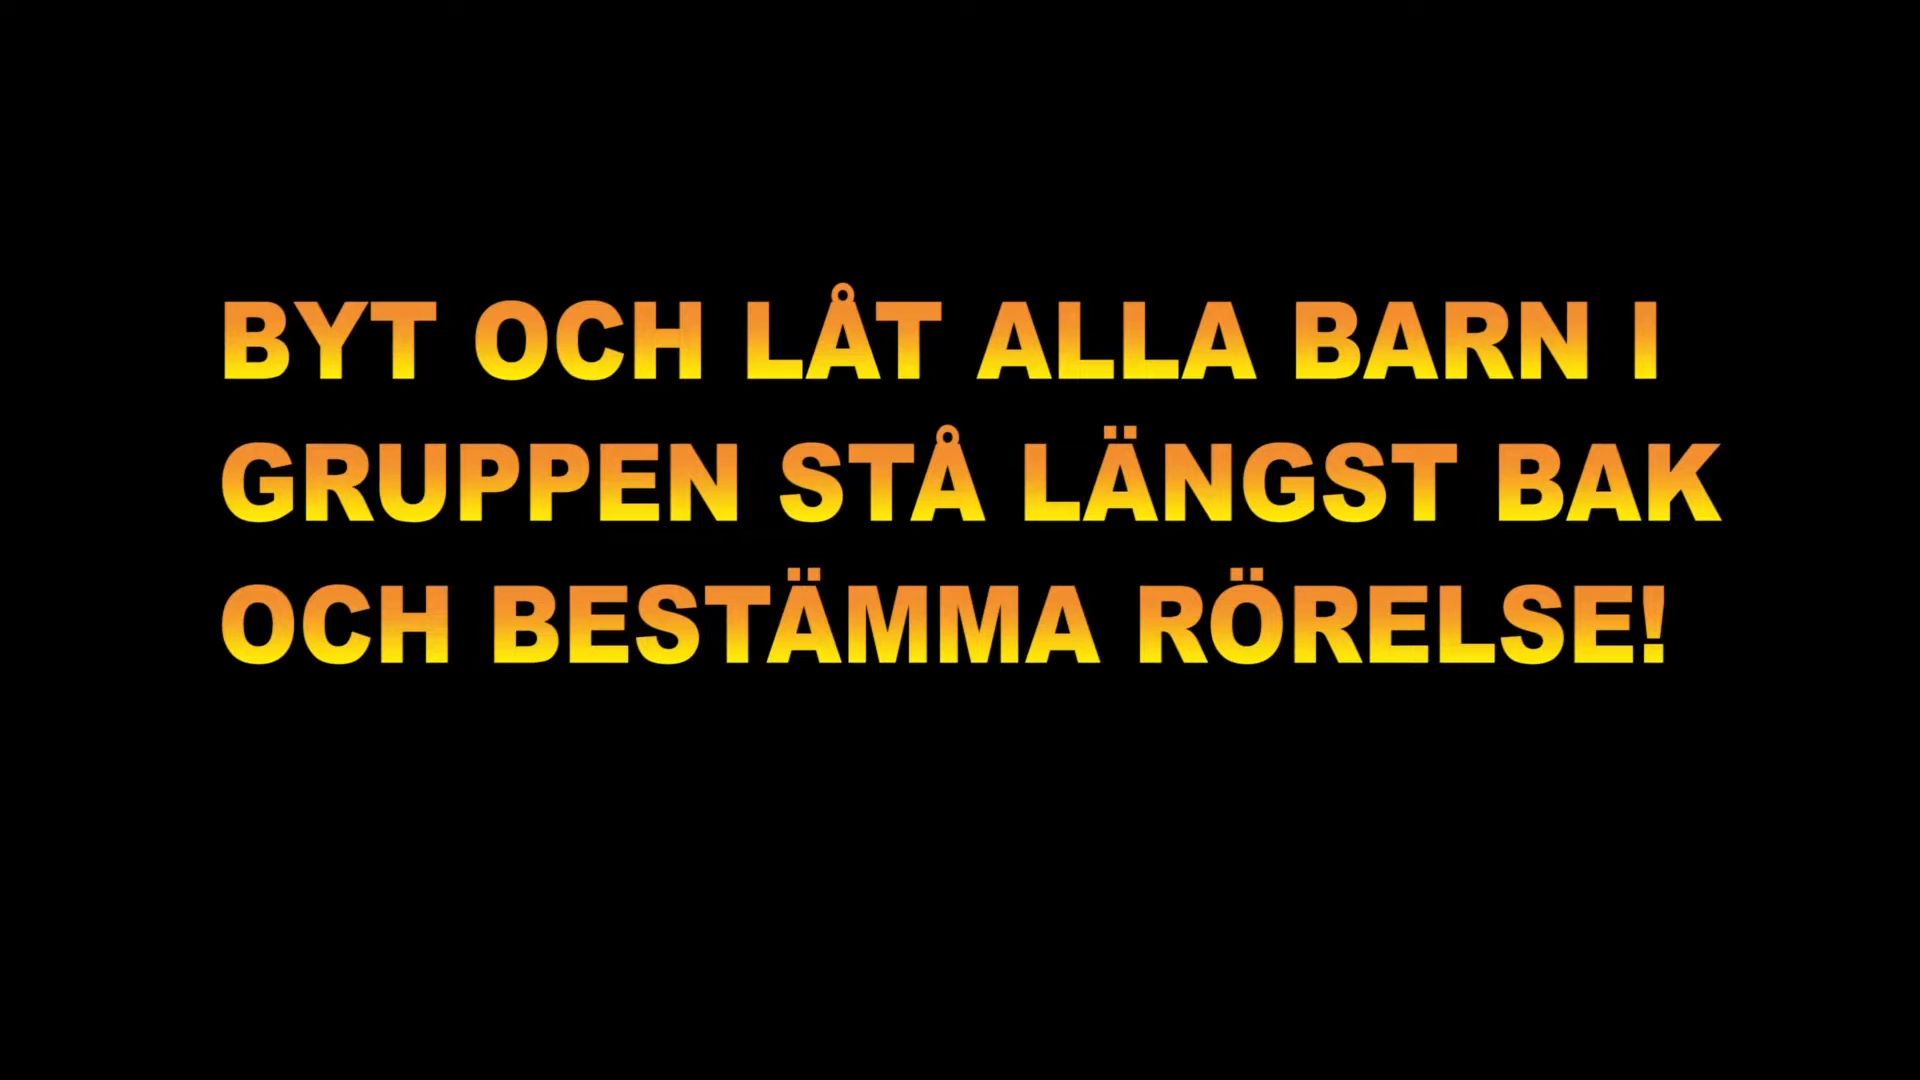 BYT OCH LÅT ALLA BARN I
GRUPPEN STÅ LÄNGST BAK
OCH BESTÄMMA RÖRELSE!